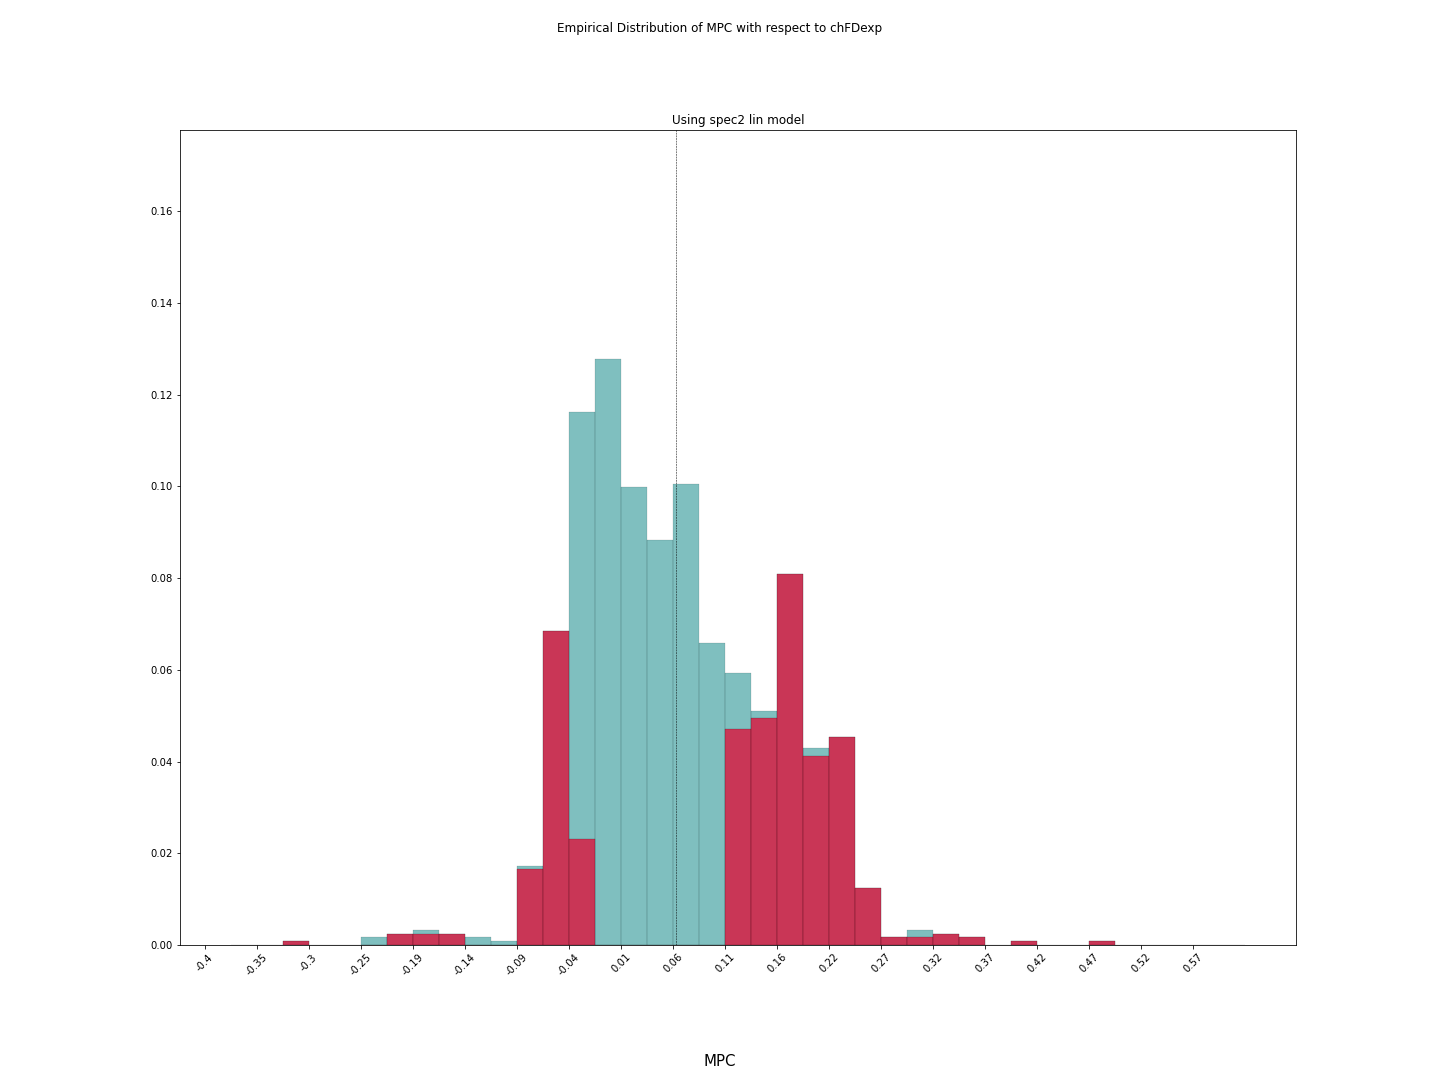 Empirical Distribution of MPC with respect to chFDexp
Using spec2 lin model
0.16
0.14
0.12
0.10
0.08
0.06
0.04
0.02
0.00
-0.4 -0.35 -0.3 -0.25 -0.19 -0.14 -0.09 -0.04 0.01 0.06 0.11 0.16 0.22 0.27 0.32 0.37 0.42 0.47 0.52 0.57
MPC